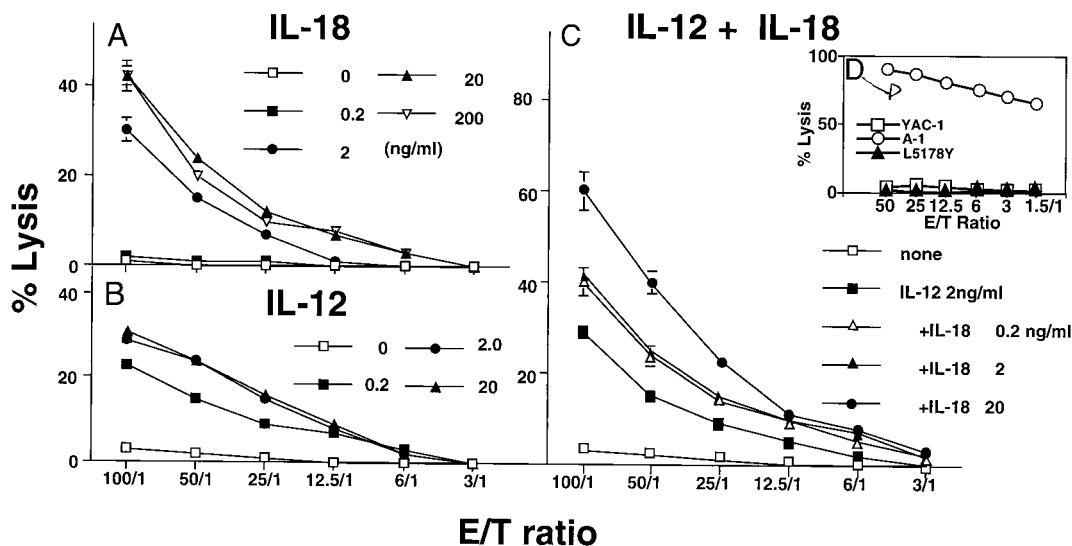 A
IL-18
0
20
0.2
200
2
(ng/ml)
40
20
0
% Lysis
B
IL-12
0
2.0
0.2
20
40
20
0
100/1
50/1
25/1
12.5/1
6/1
3/1
C
IL-12 + IL-18
80
60
40
20
0
100/1
50/1
25/1
12.5/1
6/1
3/1
D
100
50
0
% Lysis
YAC-1
A-1
L5178Y
50
25
12.5
6
3
1.5/1
E/T Ratio
none
IL-12 2ng/ml
+IL-18 0.2 ng/ml
+IL-18 2
+IL-18 20
E/T ratio